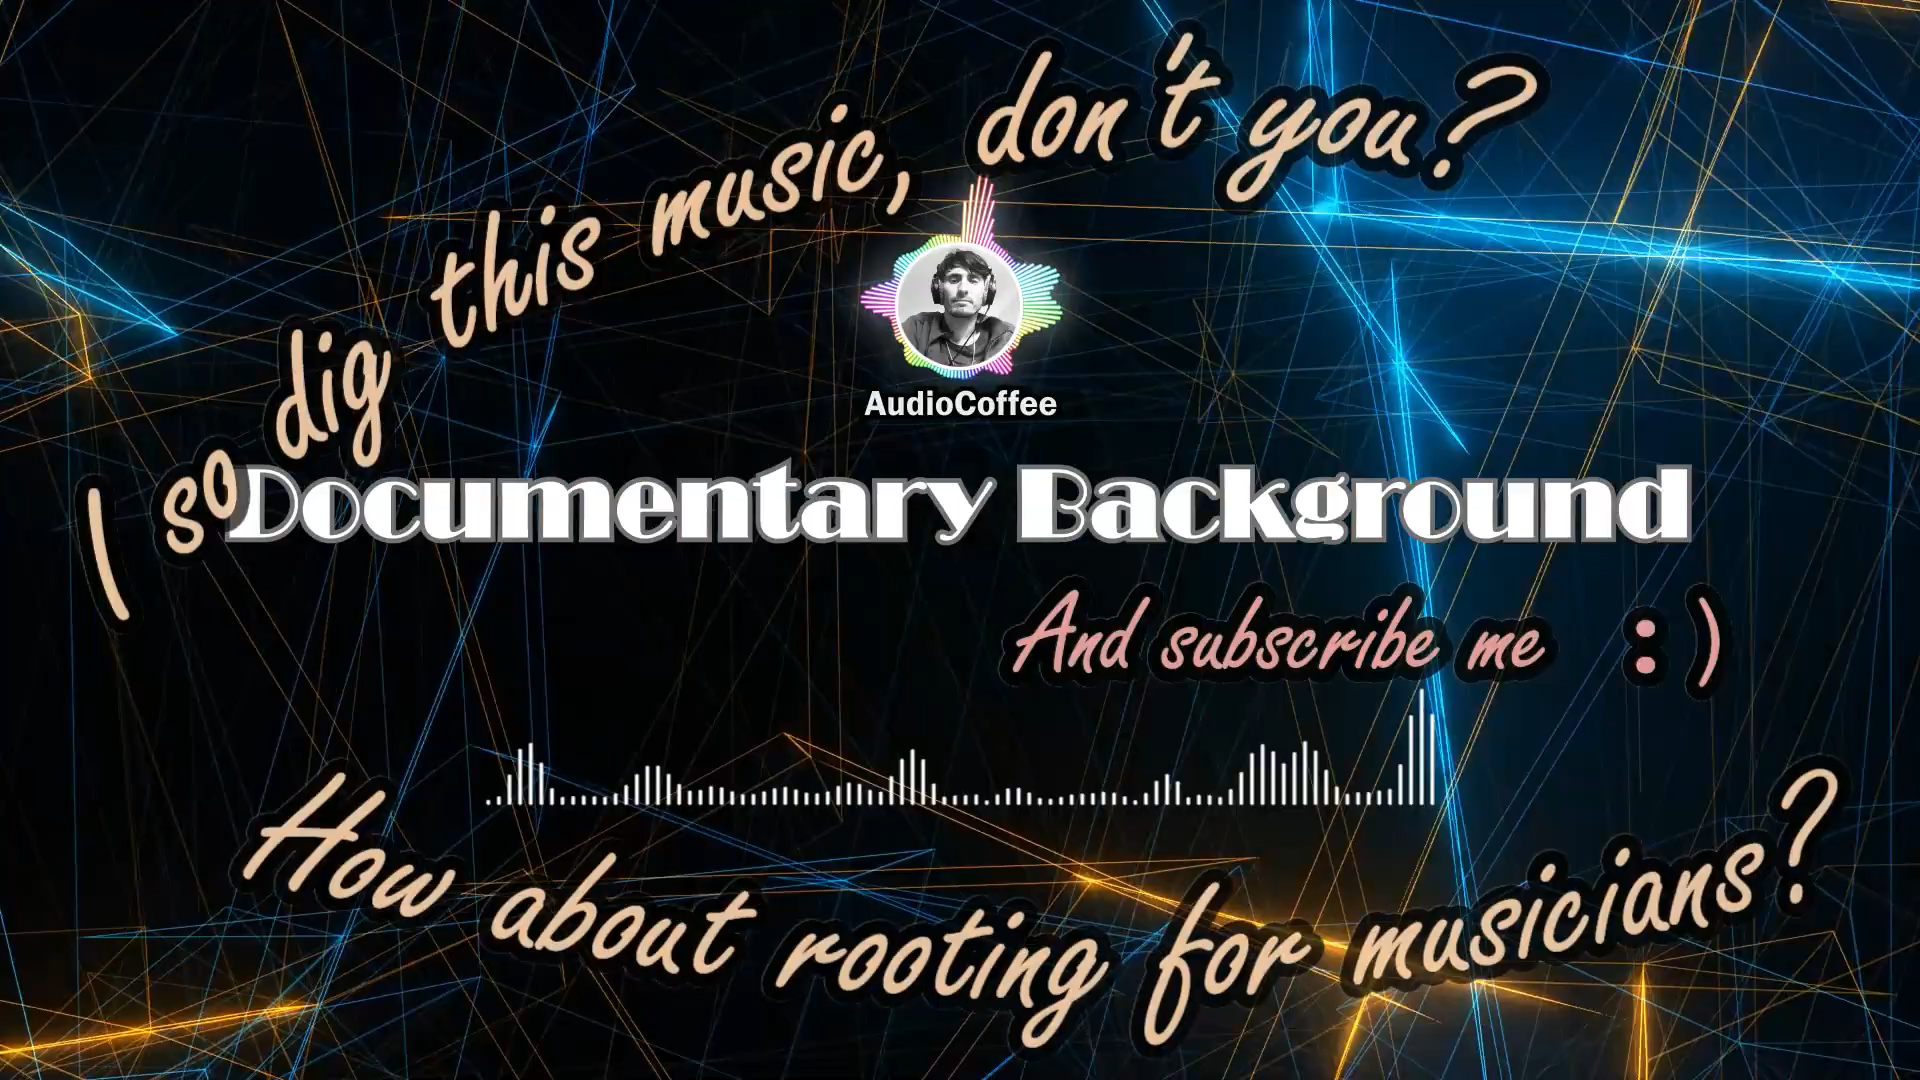 I so dig this music, don't you?
AudioCoffee
Documentary Background
And subscribe me :)
How about rooting for musicians?